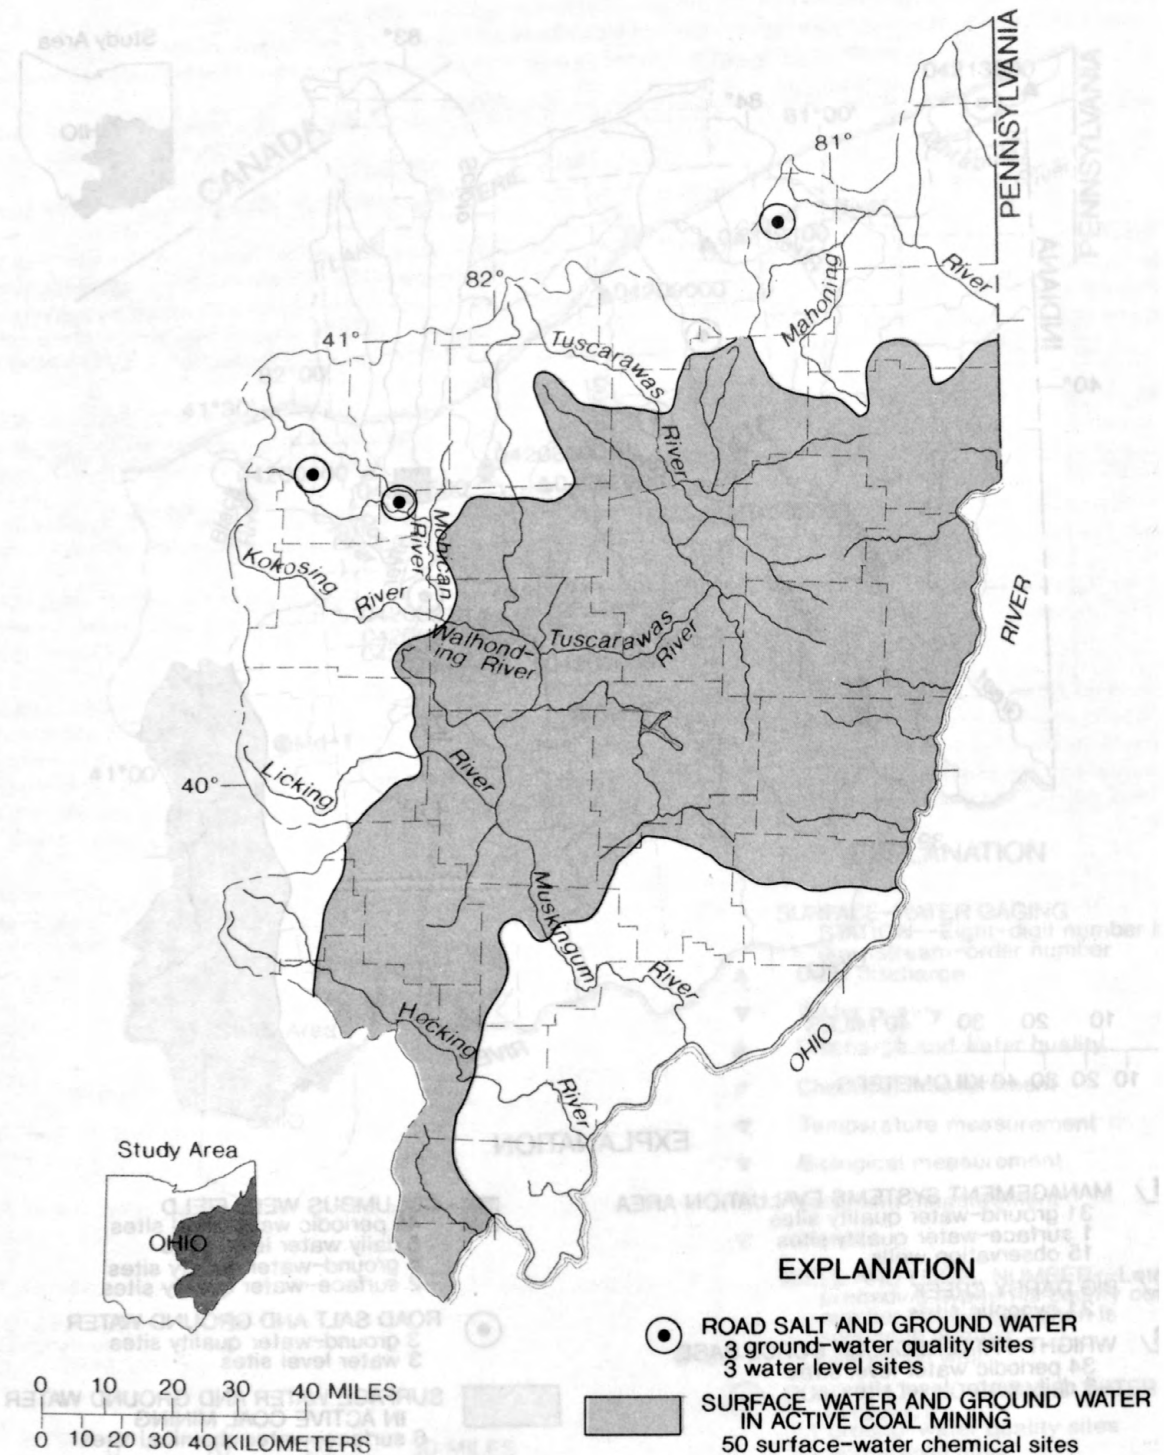 PENNSYLVANIA
81°
River
Mahoning
82°
41°
Tuscarawas
River
Mohican
River
Kokosing
River
Walhond-
ing River
Tuscarawas
River
RIVER
40°
Licking
River
Muskingum
River
Hocking
River
OHIO
Study Area
OHIO
EXPLANATION
ROAD SALT AND GROUND WATER
3 ground-water quality sites
3 water level sites
SURFACE WATER AND GROUND WATER
IN ACTIVE COAL MINING
50 surface-water chemical sites
0 10 20 30 40 MILES
0 10 20 30 40 KILOMETERS